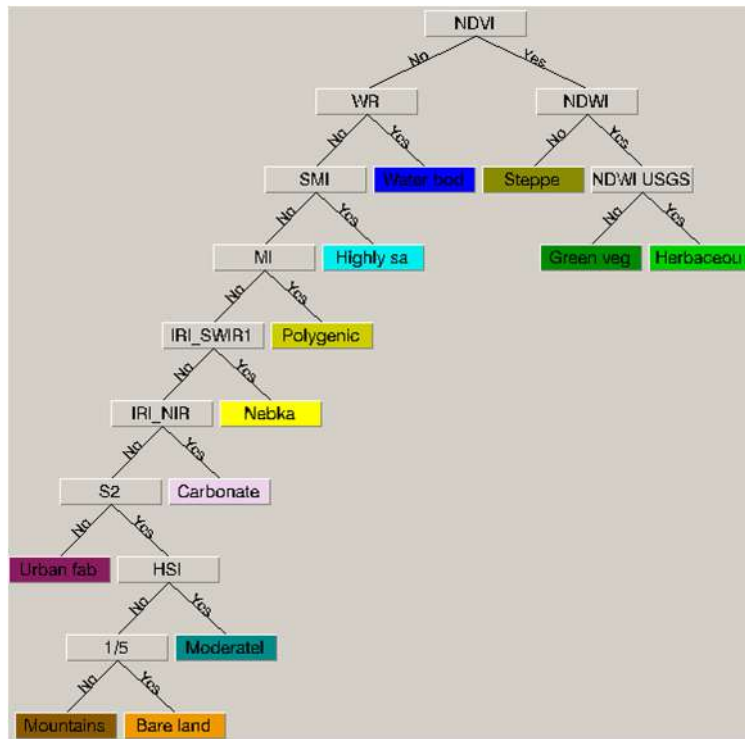 NDVI
No Yes
WR NDWI
No Yes No Yes
SMI Water bod Steppe NDWI USGS
No Yes No Yes
MI Highly sa Green veg Herbaceou
No Yes
IRI_SWIR1 Polygenic
No Yes
IRI_NIR Nebka
No Yes
S2 Carbonate
No Yes
Urban fab HSI
No Yes
1/5 Moderatel
No Yes
Mountains Bare land